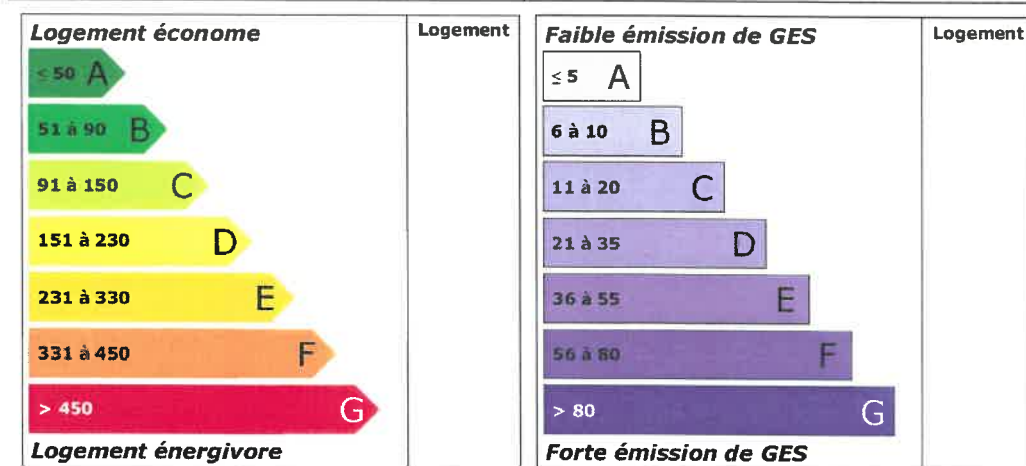 Logement économe
Logement
≤ 50 A
51 à 90 B
91 à 150 C
151 à 230 D
231 à 330 E
331 à 450 F
> 450 G
Logement énergivore
Faible émission de GES
Logement
≤ 5 A
6 à 10 B
11 à 20 C
21 à 35 D
36 à 55 E
56 à 80 F
> 80 G
Forte émission de GES